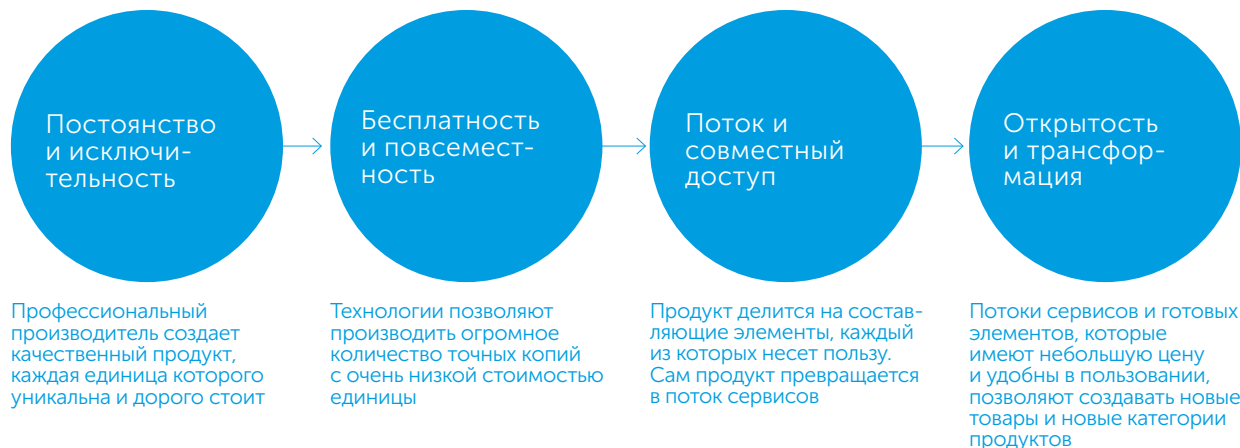 Постоянство
и исключи-
тельность
Бесплатность
и повсемест-
ность
Поток и
совместный
доступ
Открытость
и трансфор-
мация
Профессиональный
производитель создает
качественный продукт,
каждая единица которого
уникальна и дорого стоит
Технологии позволяют
производить огромное
количество точных копий
с очень низкой стоимостью
единицы
Продукт делится на состав-
ляющие элементы, каждый
из которых несет пользу.
Сам продукт превращается
в поток сервисов
Потоки сервисов и готовых
элементов, которые
имеют небольшую цену
и удобны в пользовании,
позволяют создавать новые
товары и новые категории
продуктов